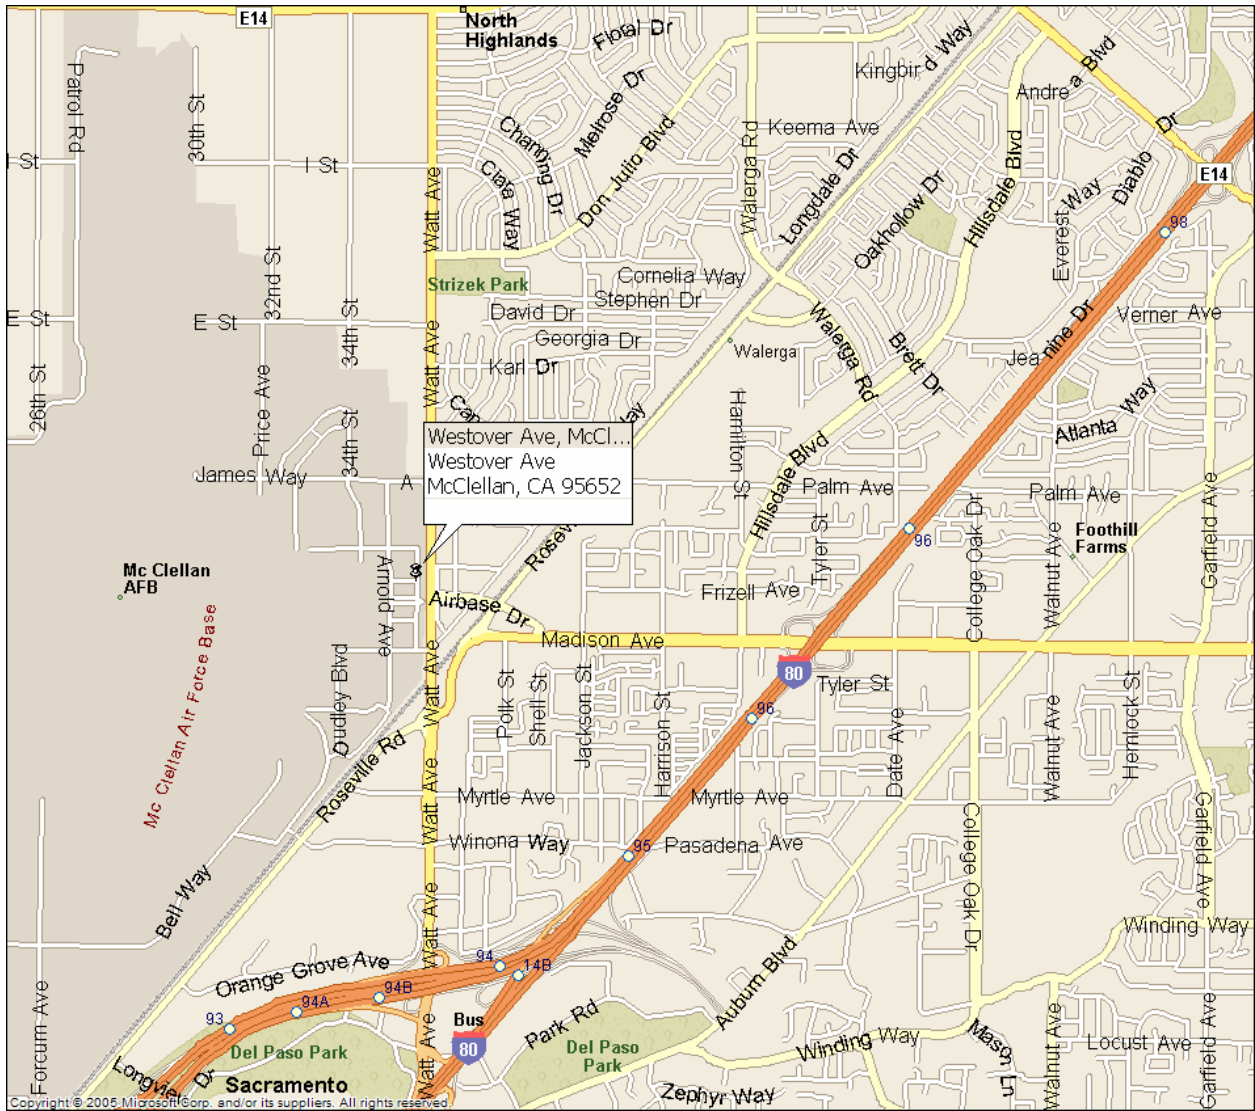 E14
North
Highlands
Floral Dr
Kingbird Way
Andrea Blvd
Patrol Rd
30th St
Melrose Dr
Channing Dr
Keema Ave
Walerga Rd
Don Julio Blvd
Longdale Dr
Hillsdale Blvd
Diablo Dr
I St
I St
Watt Ave
Clata Way
Oakhollow Dr
Everest Way
E14
98
Strizek Park
Cornelia Way
Stephen Dr
32nd St
34th St
David Dr
E St
E St
Georgia Dr
Walerga
Walerga Rd
Brett Dr
Jeanine Dr
Verner Ave
Watt Ave
Karl Dr
26th St
Price Ave
34th St
Hamilton St
Atlanta Way
Westover Ave, McCl...
Westover Ave
McClellan, CA 95652
James Way
A
Hillsdale Blvd
Palm Ave
Palm Ave
Tyler St
96
College Oak Dr
Walnut Ave
Foothill
Farms
Garfield Ave
Mc Clellan
AFB
Arnold Ave
Airbase Dr
Frizell Ave
Madison Ave
Mc Clellan Air Force Base
Dudley Blvd
Watt Ave
Polk St
Shell St
Jackson St
Harrison St
80
Tyler St
96
Date Ave
Walnut Ave
Hemlock St
Roseville Rd
Watt Ave
Myrtle Ave
Myrtle Ave
Winona Way
95
Pasadena Ave
College Oak Dr
Garfield Ave
Bell Way
Watt Ave
Winding Way
Orange Grove Ave
94
14B
94B
94A
93
Auburn Blvd
Forcum Ave
Watt Ave
Bus
80
Park Rd
Del Paso Park
Del Paso
Park
Winding Way
Mason Ln
Walnut Ave
Locust Ave
Garfield Ave
Longview Dr
Sacramento
Zephyr Way
Copyright © 2005 Microsoft Corp. and/or its suppliers. All rights reserved.